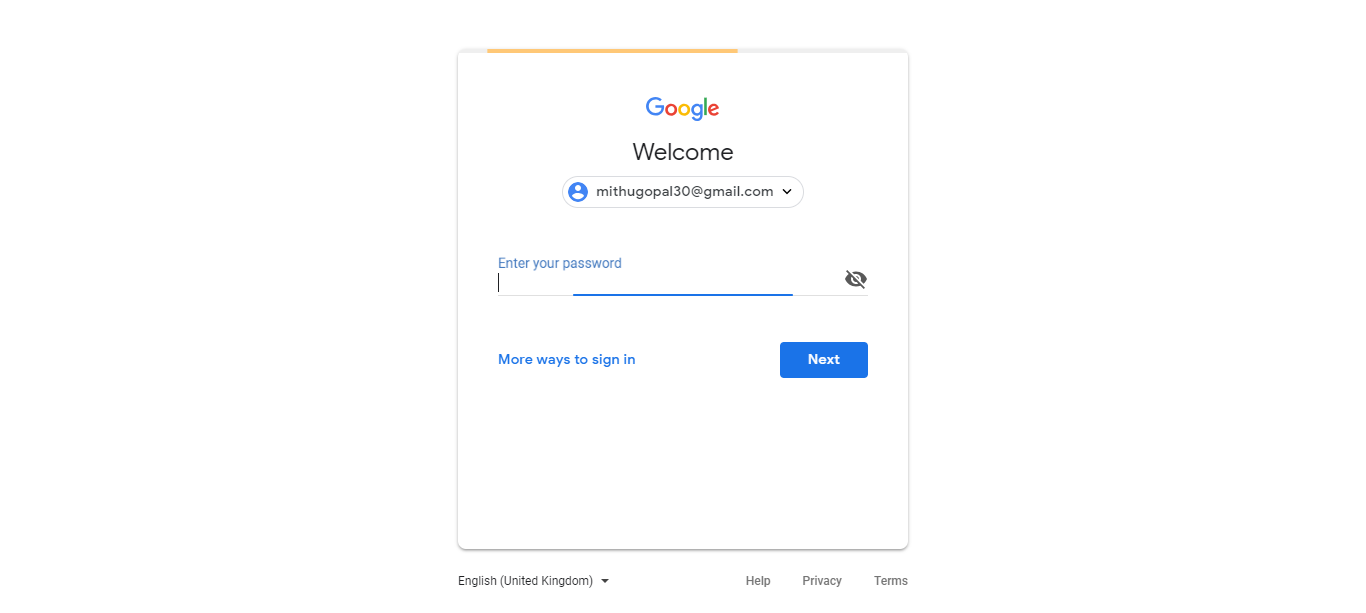 Google
Welcome
mithugopal30@gmail.com
Enter your password
More ways to sign in
Next
English (United Kingdom)
Help
Privacy
Terms